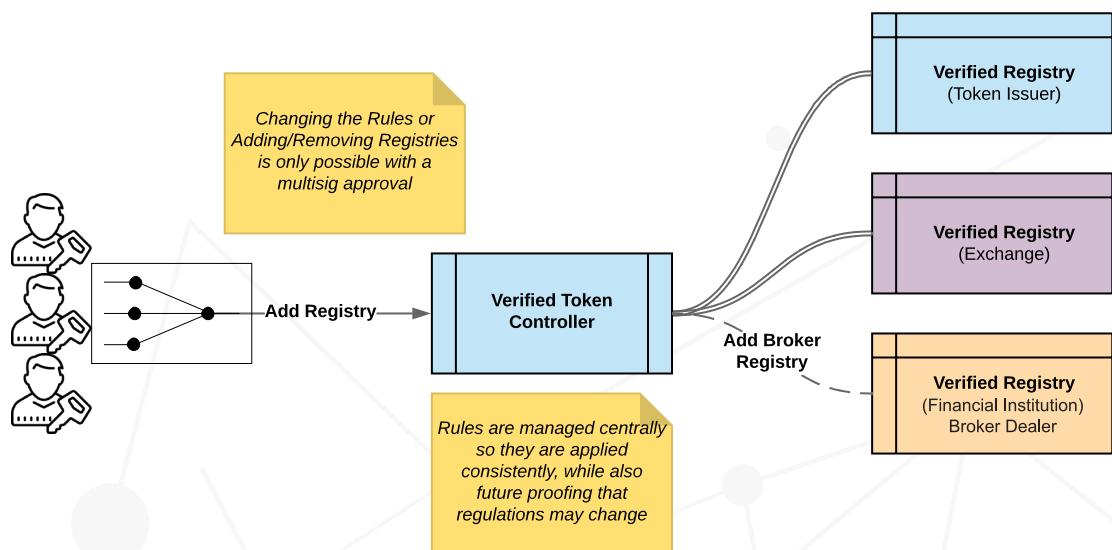 Changing the Rules or
Adding/Removing Registries
is only possible with a
multisig approval
Add Registry
Verified Token
Controller
Rules are managed centrally
so they are applied
consistently, while also
future proofing that
regulations may change
Add Broker
Registry
Verified Registry
(Token Issuer)
Verified Registry
(Exchange)
Verified Registry
(Financial Institution)
Broker Dealer